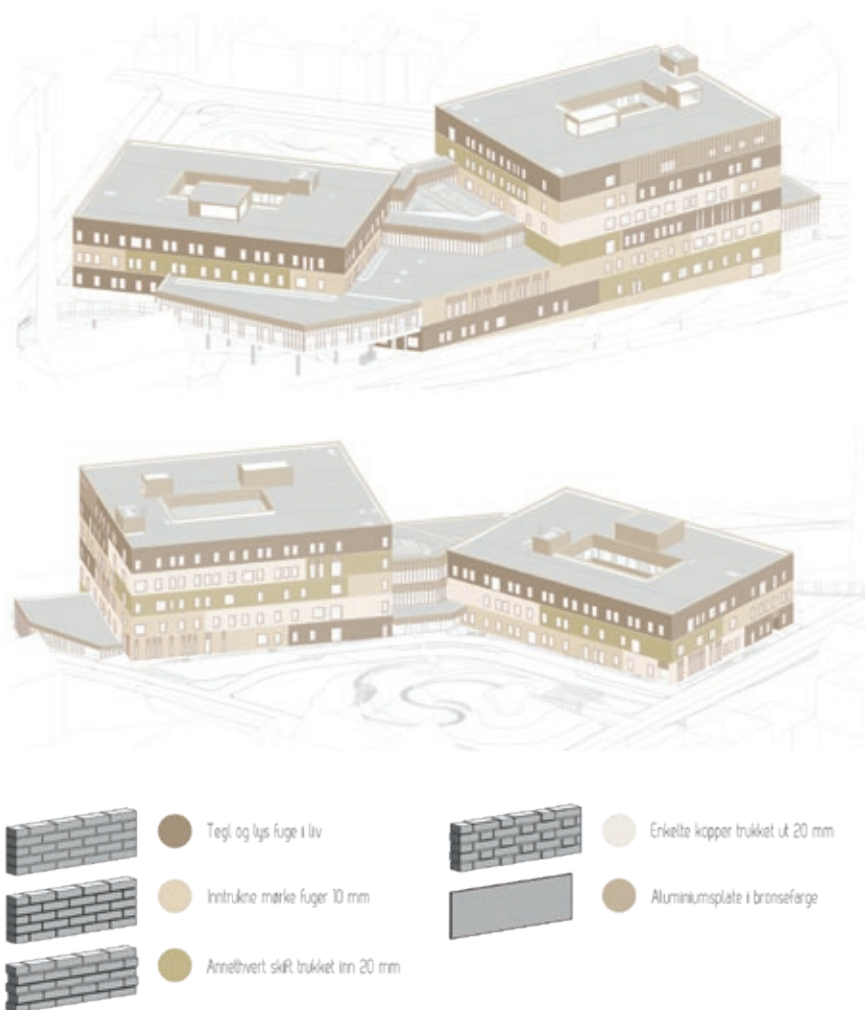 Tegl og lys fuge i liv
Inntrukne mørke fuger 10 mm
Annethvert skift trukket inn 20 mm
Enkelte kopper trukket ut 20 mm
Aluminiumsplate i bronsefarge